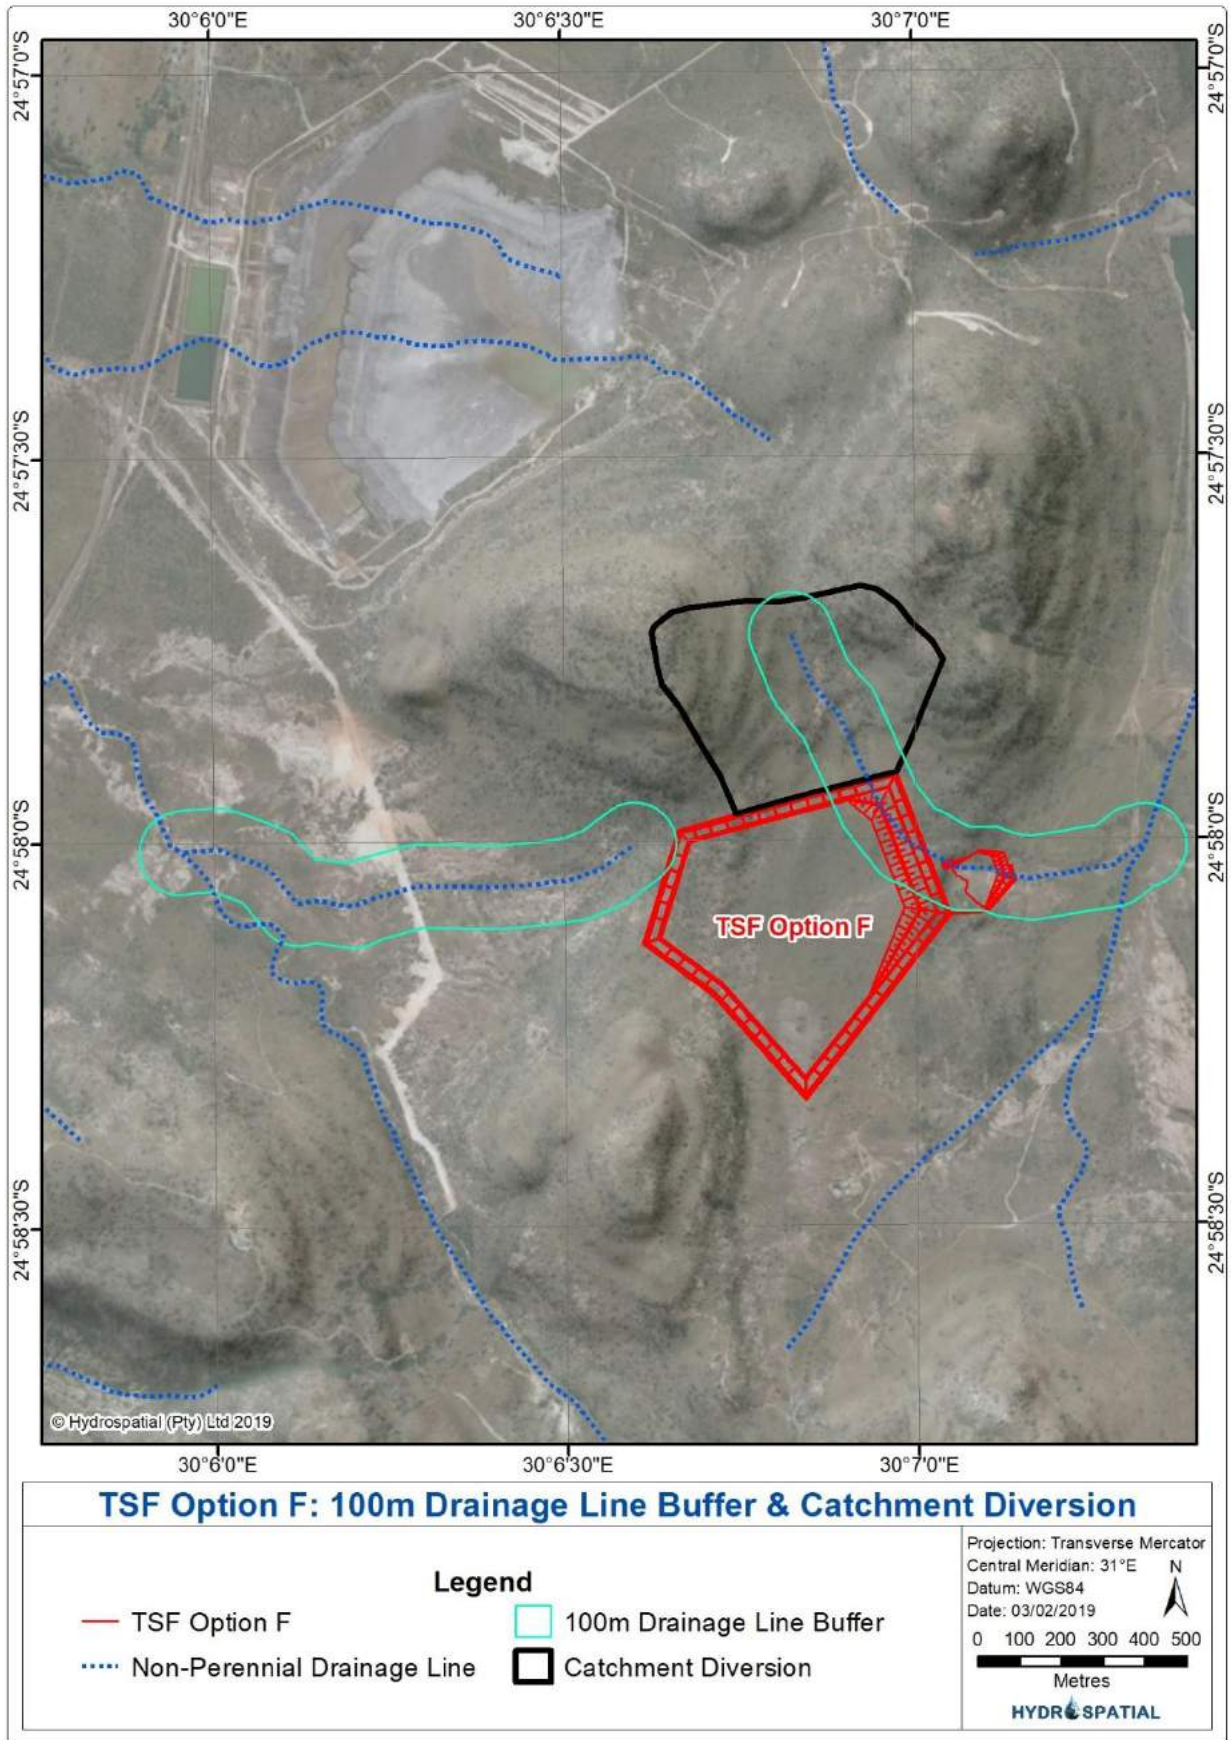 30°6'0"E 30°6'30"E 30°7'0"E
24°57'0"S 24°57'0"S
24°57'30"S 24°57'30"S
24°58'0"S 24°58'0"S
TSF Option F
24°58'30"S 24°58'30"S
© Hydrospatial (Pty) Ltd 2019
30°6'0"E 30°6'30"E 30°7'0"E
TSF Option F: 100m Drainage Line Buffer & Catchment Diversion
Legend
TSF Option F
100m Drainage Line Buffer
Non-Perennial Drainage Line
Catchment Diversion
Projection: Transverse Mercator
Central Meridian: 31°E
N
Datum: WGS84
Date: 03/02/2019
0 100 200 300 400 500
Metres
HYDROSPATIAL